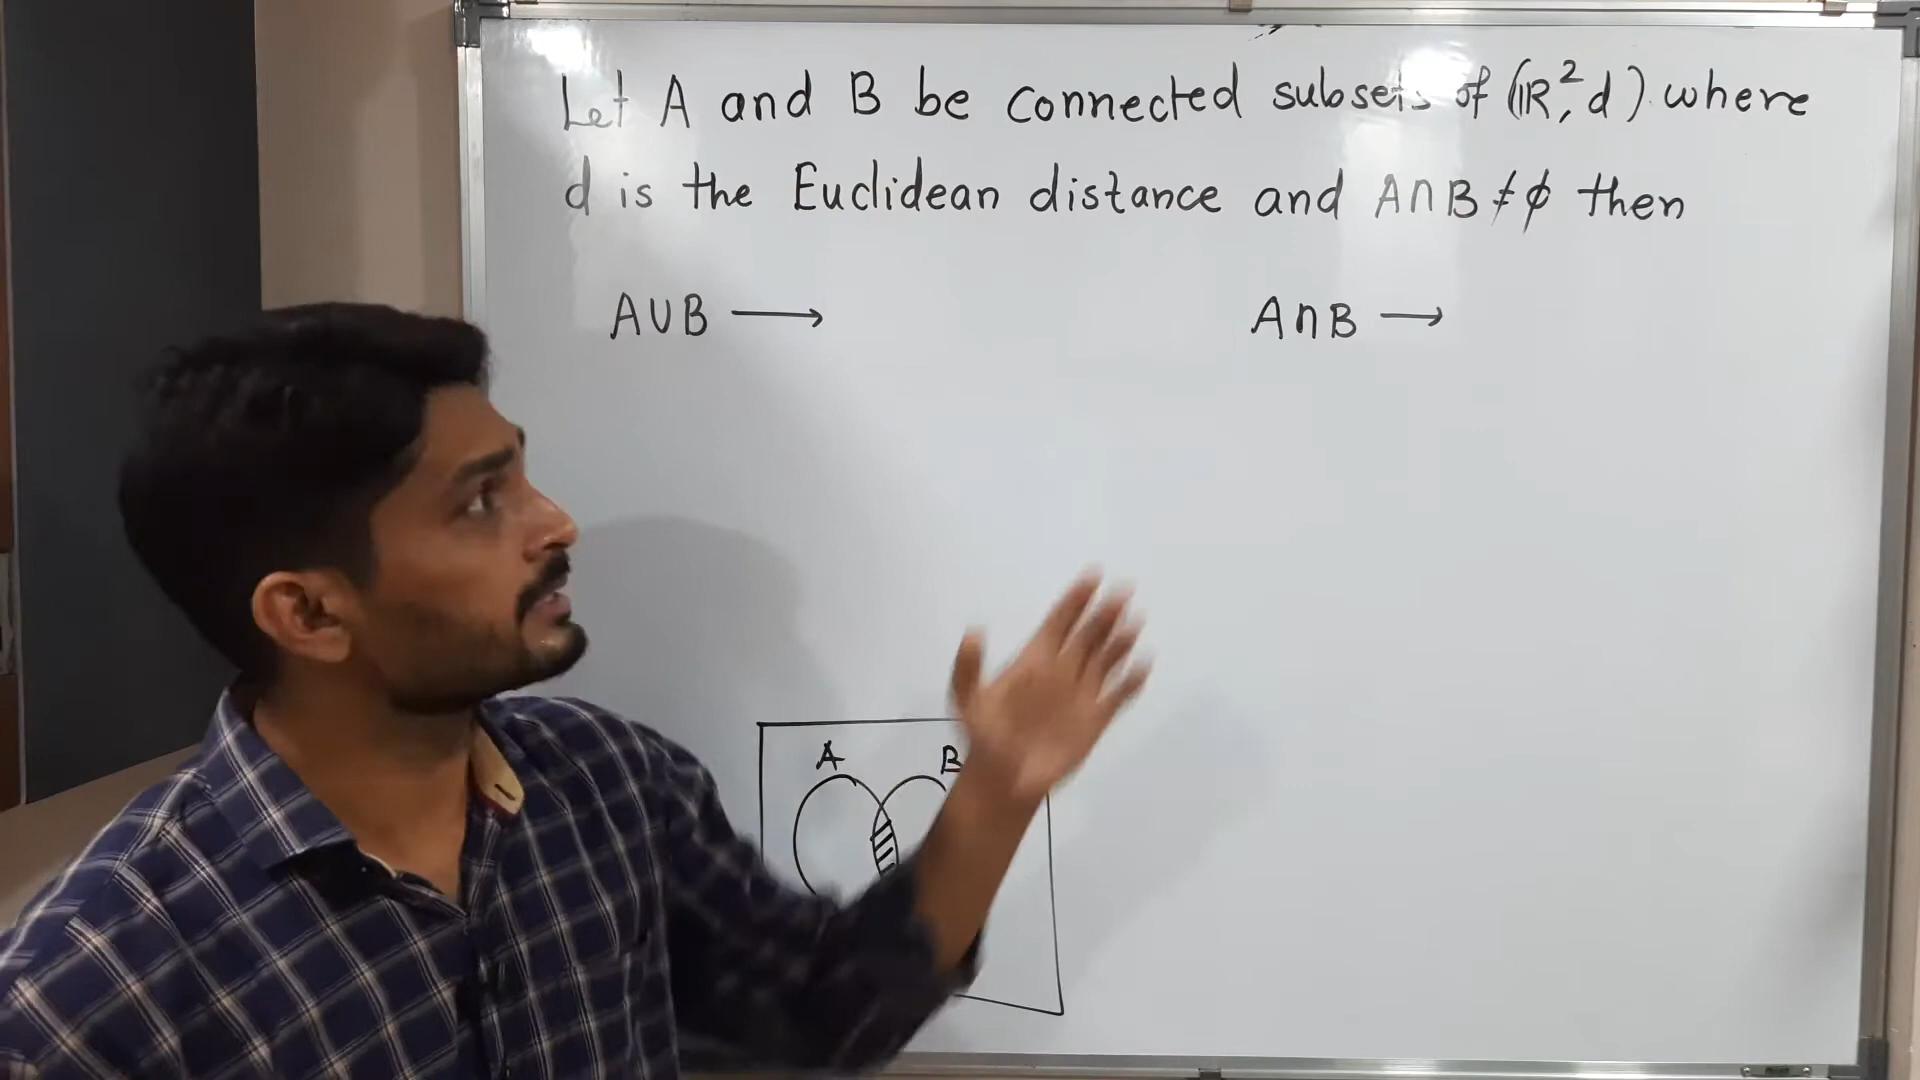 Let A and B be connected subsets of (ℝ², d) where
d is the Euclidean distance and A∩B ≠ ϕ then
A∪B → A∩B →
A B